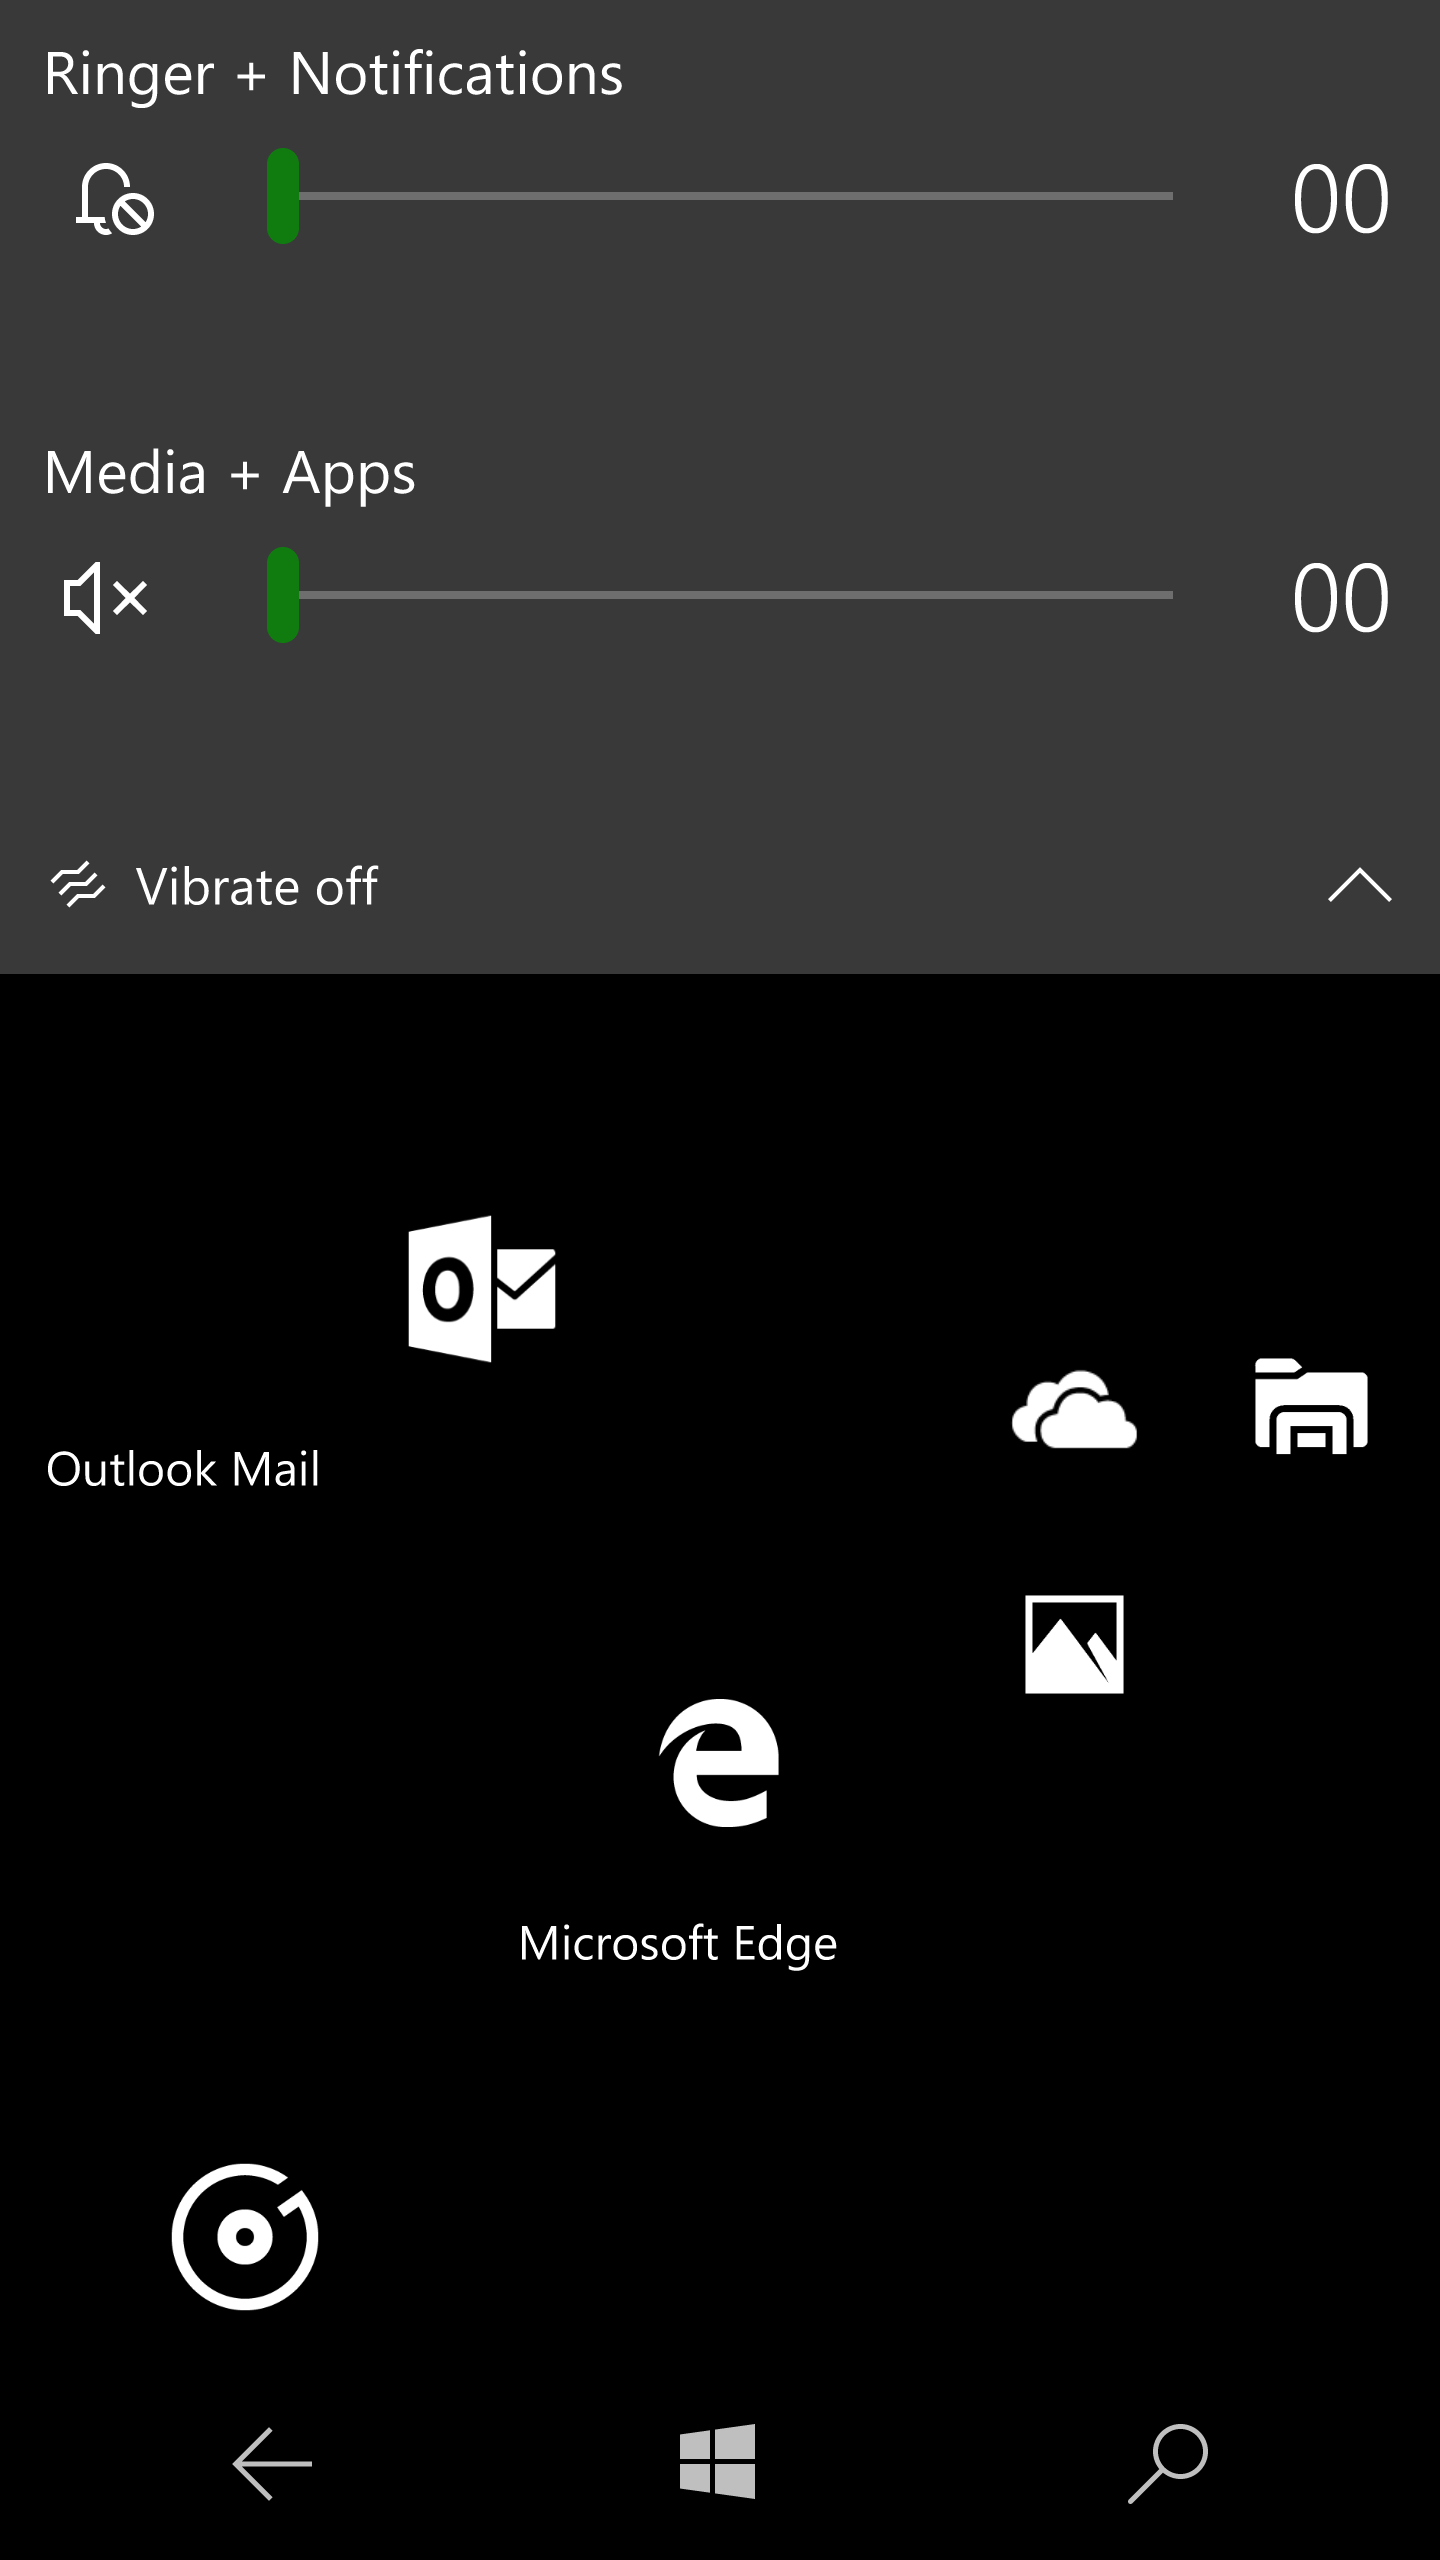 Ringer + Notifications
00
Media + Apps
00
Vibrate off
Outlook Mail
Microsoft Edge